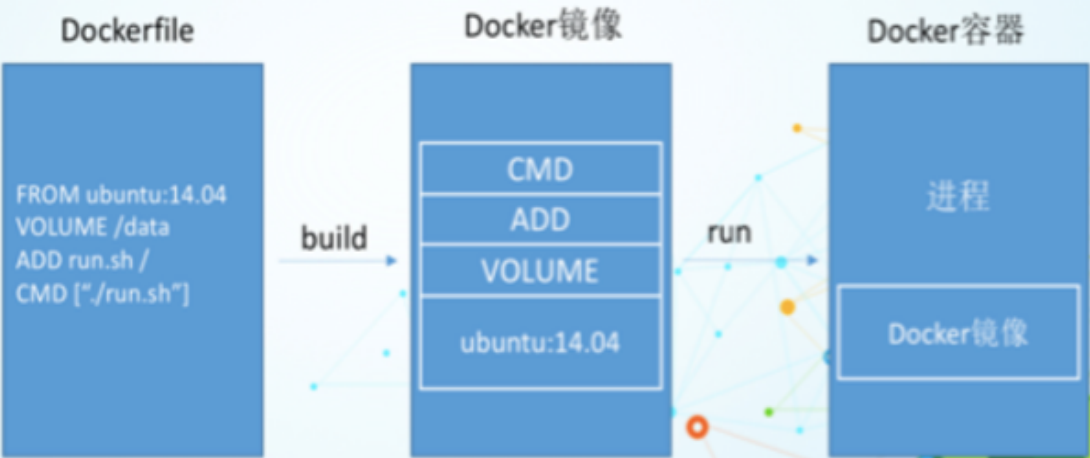 Dockerfile
FROM ubuntu:14.04
VOLUME /data
ADD run.sh /
CMD [“./run.sh”]
build
Docker镜像
CMD
ADD
VOLUME
ubuntu:14.04
run
Docker容器
进程
Docker镜像